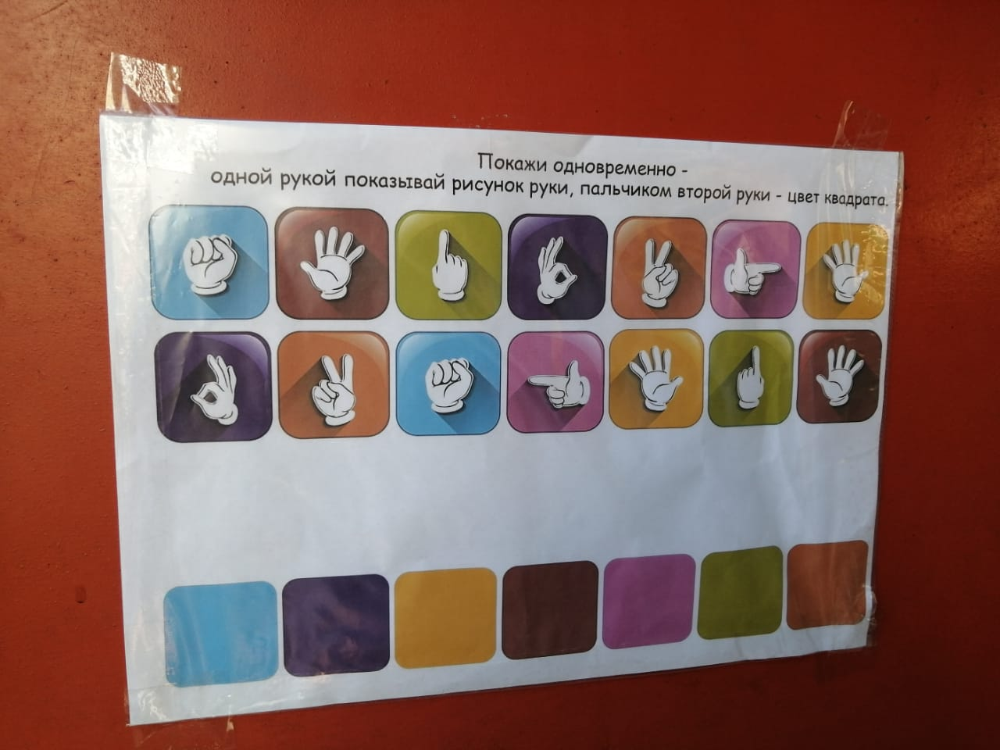 Покажи одновременно -
одной рукой показывай рисунок руки, пальчиком второй руки - цвет квадрата.